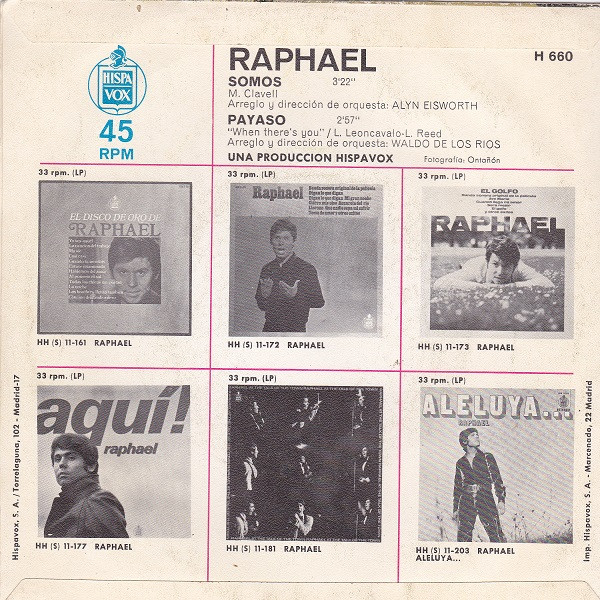 HISPA
VOX
45
RPM
RAPHAEL
H 660
SOMOS 3'22''
M. Clavell
Arreglo y dirección de orquesta: ALYN EISWORTH
PAYASO 2'57''
"When there's you" / L. Leoncavalo-L. Reed
Arreglo y dirección de orquesta: WALDO DE LOS RIOS
UNA PRODUCCION HISPAVOX Fotografía: Ontañón
33 rpm. (LP)
EL DISCO DE ORO DE
RAPHAEL
HH (S) 11-161 RAPHAEL
33 rpm. (LP)
Raphael
HH (S) 11-172 RAPHAEL
33 rpm. (LP)
EL GOLFO
RAPHAEL
HH (S) 11-173 RAPHAEL
33 rpm. (LP)
aquí!
raphael
HH (S) 11-177 RAPHAEL
33 rpm. (LP)
HH (S) 11-181 RAPHAEL
33 rpm. (LP)
ALELUYA...
RAPHAEL
HH (S) 11-203 RAPHAEL
ALELUYA...
Hispavox, S. A. / Torrelaguna, 102 - Madrid-17
Imp. Hispavox, S. A. - Marcenado, 22 Madrid